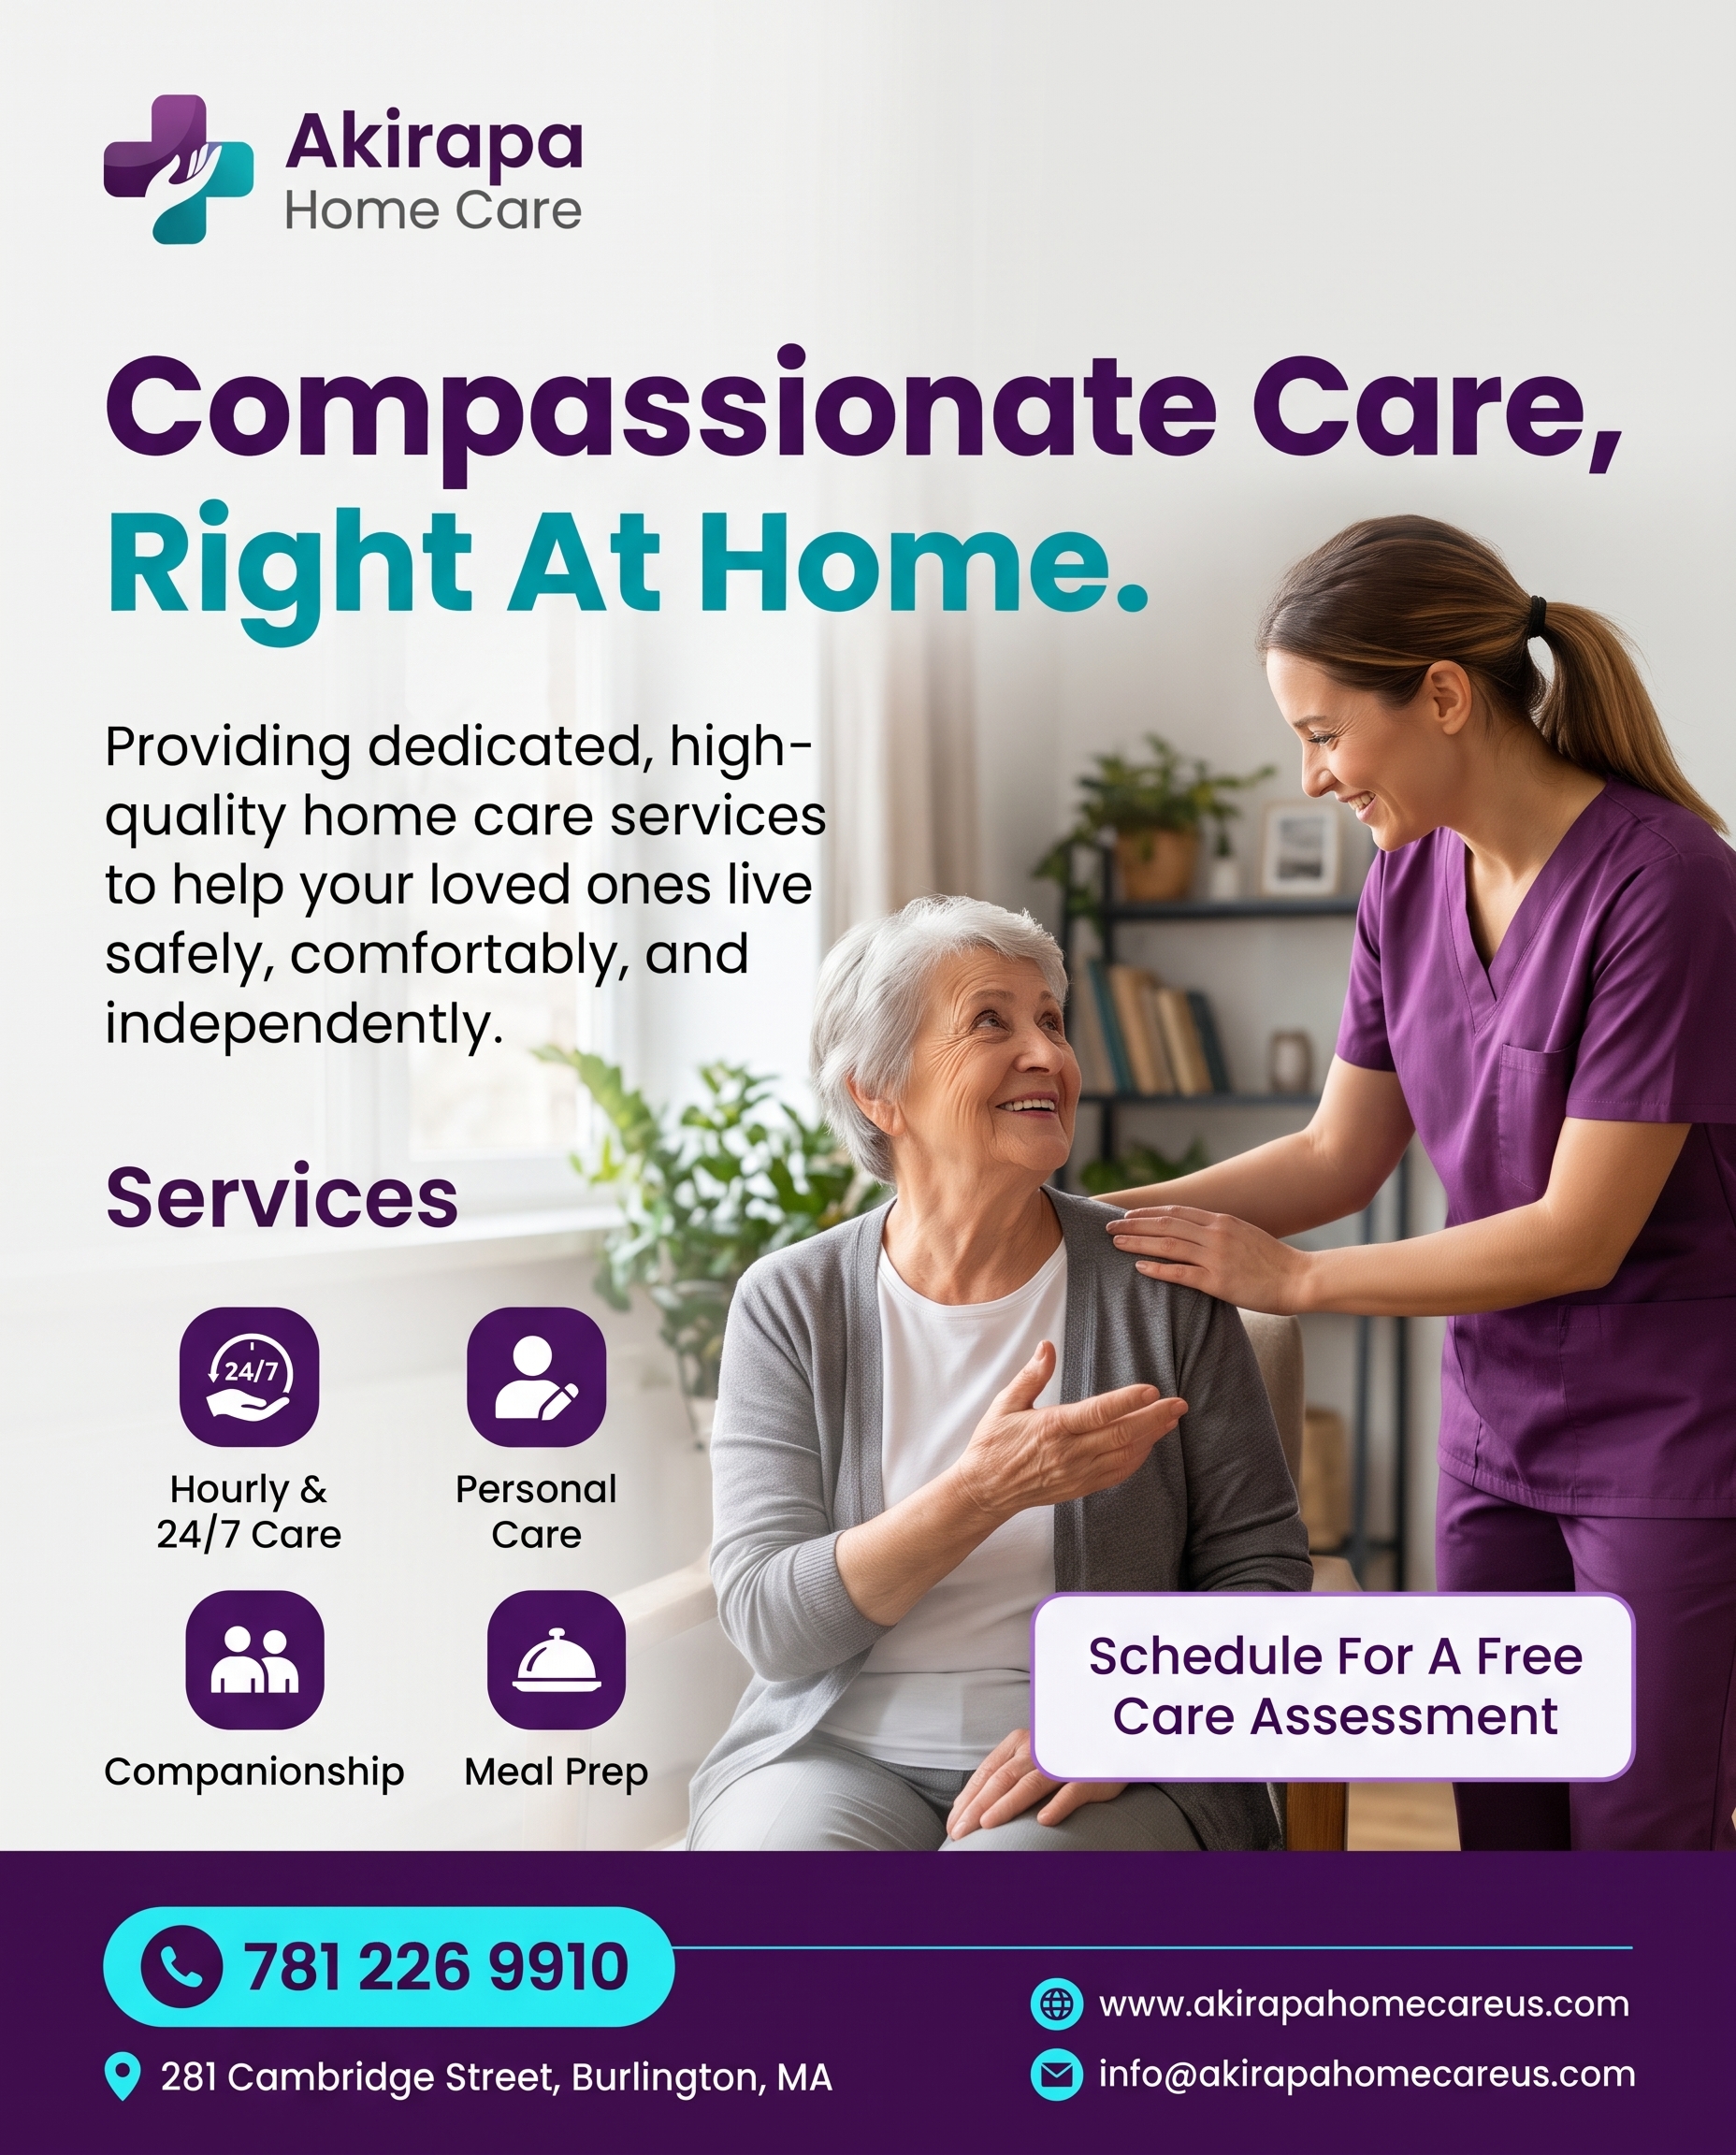 Akirapa
Home Care
Compassionate Care,
Right At Home.
Providing dedicated, high-
quality home care services
to help your loved ones live
safely, comfortably, and
independently.
Services
24/7
Hourly &
24/7 Care
Personal
Care
Companionship
Meal Prep
Schedule For A Free
Care Assessment
781 226 9910
281 Cambridge Street, Burlington, MA
www.akirapahomecareus.com
info@akirapahomecareus.com